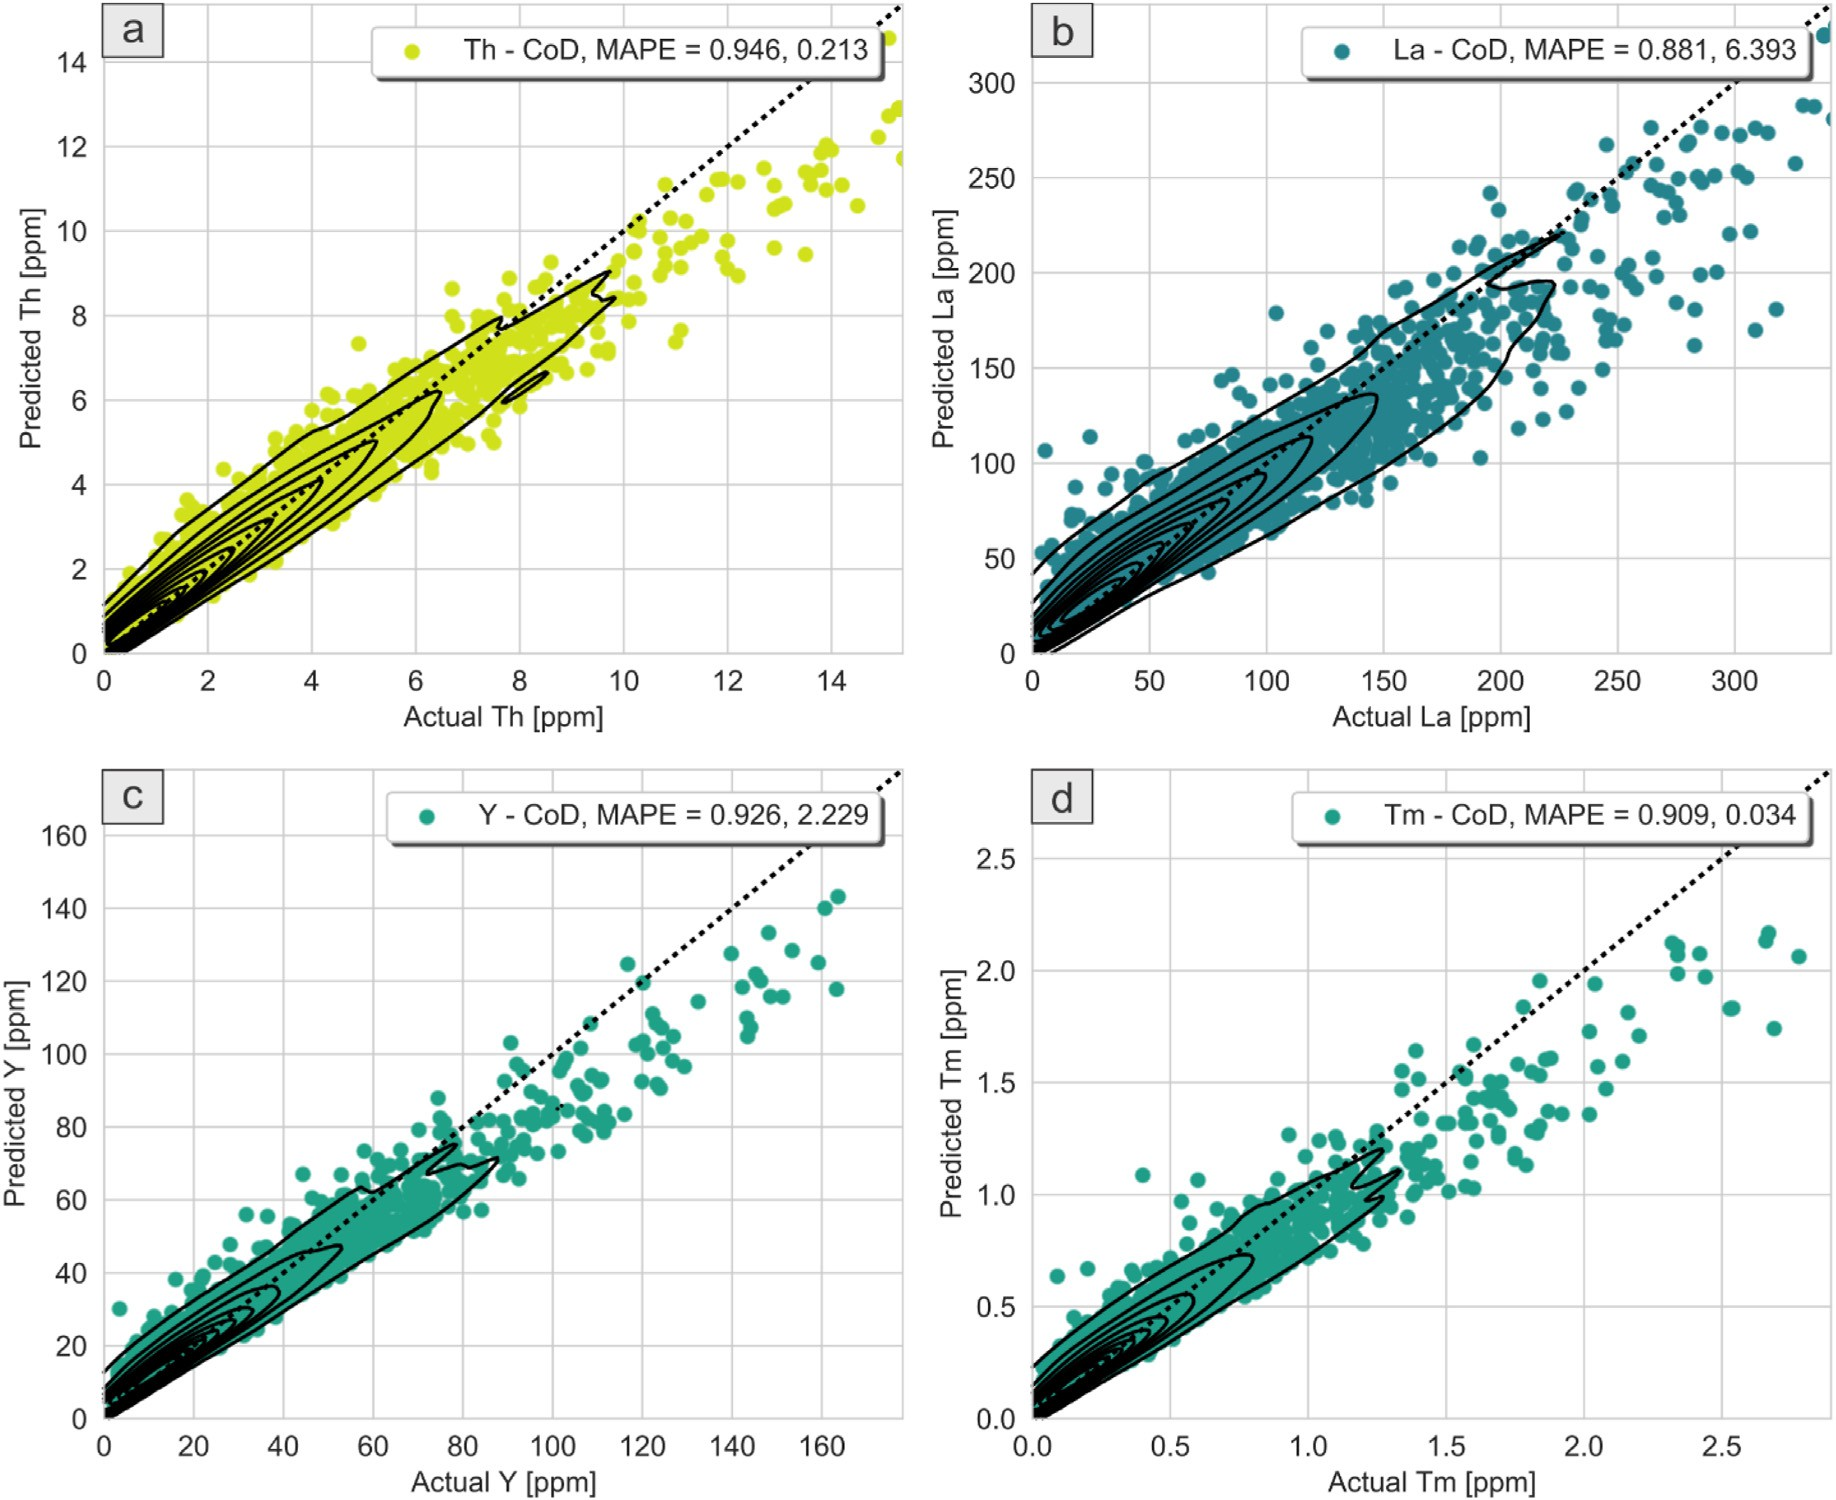 a
Th - CoD, MAPE = 0.946, 0.213
14
12
10
8
6
4
2
0
Predicted Th [ppm]
0 2 4 6 8 10 12 14
Actual Th [ppm]
b
La - CoD, MAPE = 0.881, 6.393
300
250
200
150
100
50
0
Predicted La [ppm]
0 50 100 150 200 250 300
Actual La [ppm]
c
Y - CoD, MAPE = 0.926, 2.229
160
140
120
100
80
60
40
20
0
Predicted Y [ppm]
0 20 40 60 80 100 120 140 160
Actual Y [ppm]
d
Tm - CoD, MAPE = 0.909, 0.034
2.5
2.0
1.5
1.0
0.5
0.0
Predicted Tm [ppm]
0.0 0.5 1.0 1.5 2.0 2.5
Actual Tm [ppm]